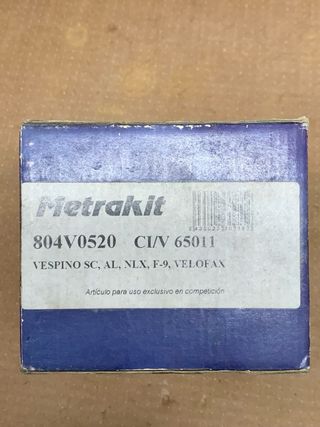 Metrakit
804V0520 CI/V 65011
VESPINO SC, AL, NLX, F-9, VELOFAX
Artículo para uso exclusivo en competición